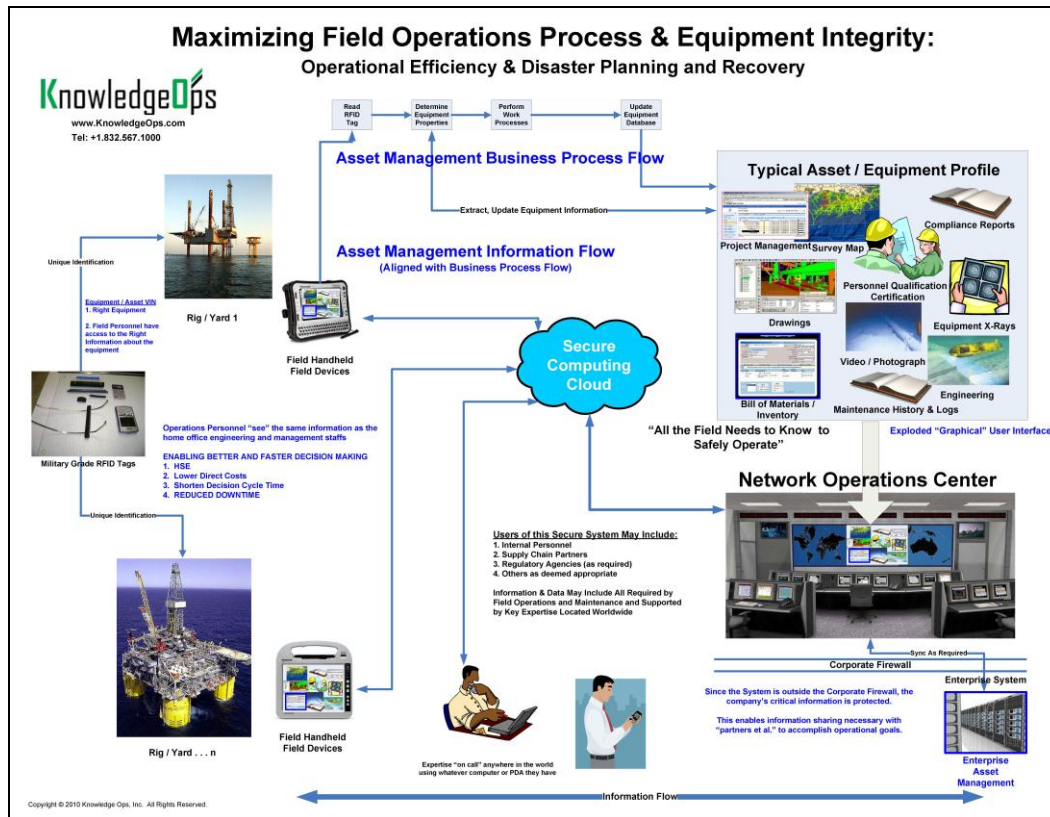 Maximizing Field Operations Process & Equipment Integrity:
Operational Efficiency & Disaster Planning and Recovery
KnowledgeOps
www.KnowledgeOps.com
Tel: +1.832.567.1000
Read
RFID
Tag
Determine
Equipment
Properties
Perform
Work
Processes
Update
Equipment
Database
Asset Management Business Process Flow
Extract, Update Equipment Information
Asset Management Information Flow
(Aligned with Business Process Flow)
Typical Asset / Equipment Profile
Project Management
Survey Map
Compliance Reports
Personnel Qualification /
Certification
Drawings
Equipment X-Rays
Video / Photograph
Engineering
Bill of Materials /
Inventory
Maintenance History & Logs
"All the Field Needs to Know to
Safely Operate"
Exploded "Graphical" User Interface
Unique Identification
Rig / Yard 1
Equipment / Asset VIN
1. Right Equipment
2. Field Personnel have
access to the Right
Information about the
equipment
Field Handheld
Field Devices
Secure
Computing
Cloud
Military Grade RFID Tags
Operations Personnel "see" the same information as the
home office engineering and management staffs
ENABLING BETTER AND FASTER DECISION MAKING
1. HSE
2. Lower Direct Costs
3. Shorten Decision Cycle Time
4. REDUCED DOWNTIME
Unique Identification
Rig / Yard . . . n
Field Handheld
Field Devices
Users of this Secure System May Include:
1. Internal Personnel
2. Supply Chain Partners
3. Regulatory Agencies (as required)
4. Others as deemed appropriate
Information & Data May Include All Required by
Field Operations and Maintenance and Supported
by Key Expertise Located Worldwide
Expertise "on call" anywhere in the world
using whatever computer or PDA they have
Network Operations Center
Sync As Required
Corporate Firewall
Enterprise System
Since the System is outside the Corporate Firewall, the
company's critical information is protected.
This enables information sharing necessary with
"partners et al." to accomplish operational goals.
Enterprise
Asset
Management
Information Flow
Copyright © 2010 Knowledge Ops, Inc. All Rights Reserved.